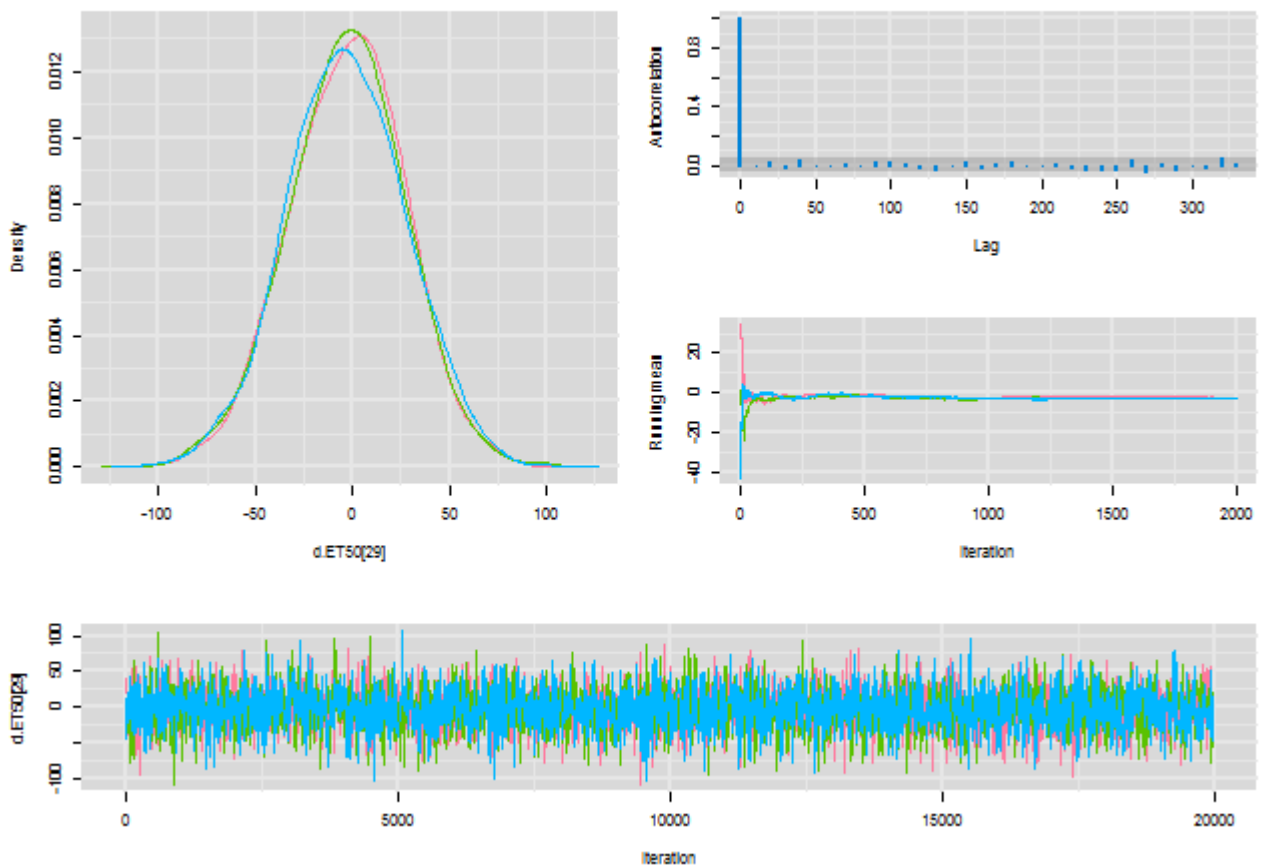 Density
0.000 0.002 0.004 0.006 0.008 0.010 0.012
-100 -50 0 50 100
d.ET50[29]
Autocorrelation
0.0 0.4 0.8
0 50 100 150 200 250 300
Lag
Running mean
-40 -20 0 20
0 500 1000 1500 2000
Iteration
d.ET50[29]
-100 0 50 100
0 5000 10000 15000 20000
Iteration